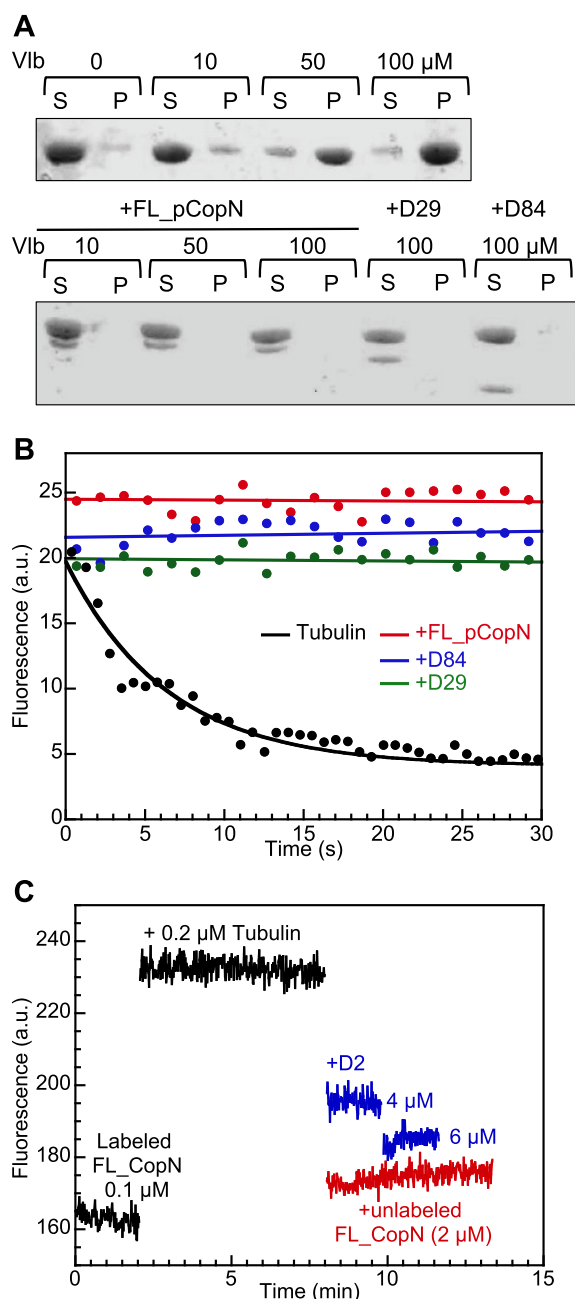 A
VIb 0 10 50 100 µM
S P S P S P S P
+FL_pCopN +D29 +D84
VIb 10 50 100 100 100 µM
S P S P S P S P S P
B
25
20
15
10
5
0
Fluorescence (a.u.)
Tubulin +FL_pCopN
+D84
+D29
0 5 10 15 20 25 30
Time (s)
C
240
220
200
180
160
Fluorescence (a.u.)
+ 0.2 µM Tubulin
+D2
4 µM
6 µM
Labeled
FL_CopN
0.1 µM
+unlabeled
FL_CopN (2 µM)
0 5 10 15
Time (min)